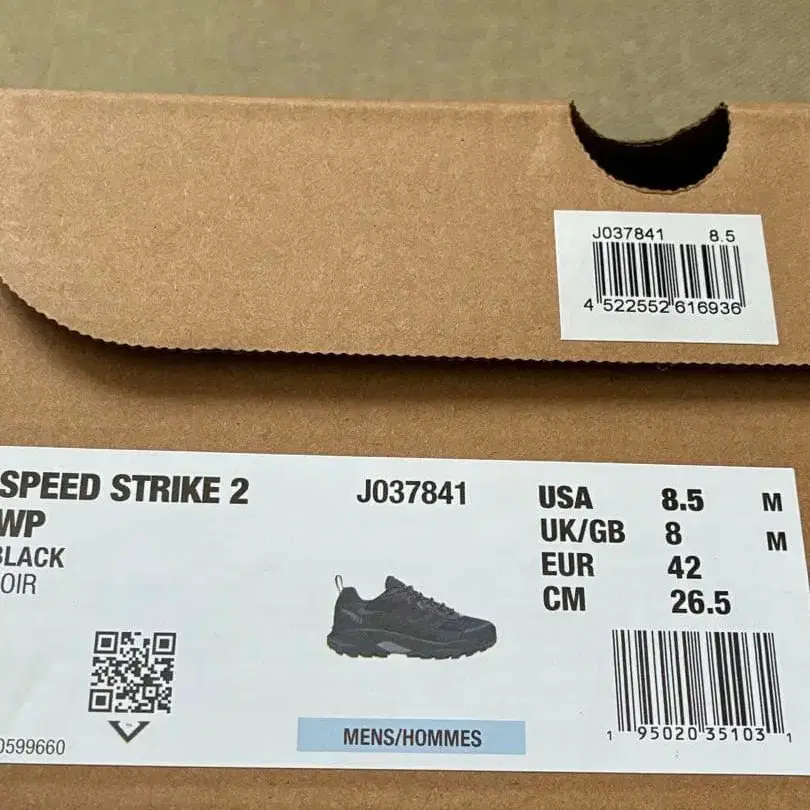 J037841 8.5
4 522552 616936
SPEED STRIKE 2
WP
BLACK
OIR
J037841
USA 8.5 M
UK/GB 8 M
EUR 42
CM 26.5
0599660
MENS/HOMMES
1 95020 35103 1